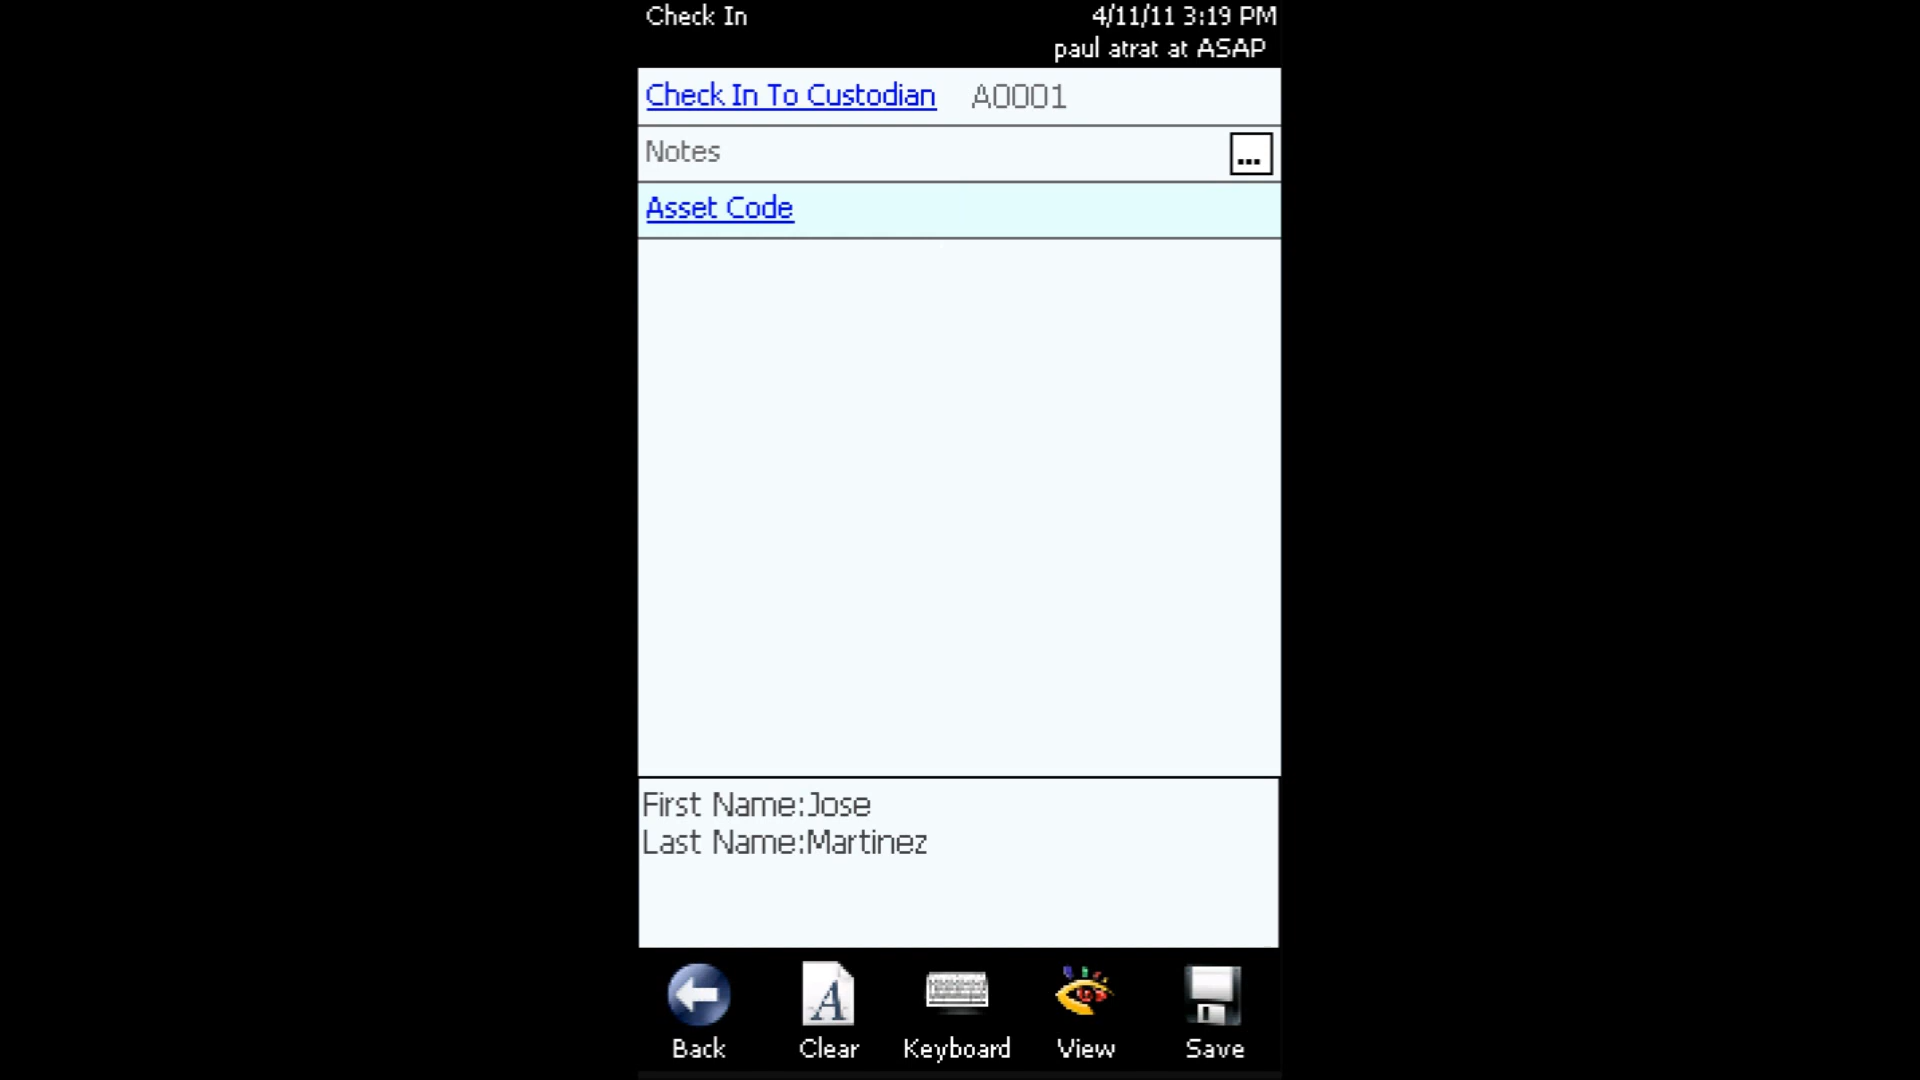 Check In 4/11/11 3:19 PM
paul atrat at ASAP
Check In To Custodian A0001
Notes ...
Asset Code
First Name:Jose
Last Name:Martinez
Back Clear Keyboard View Save